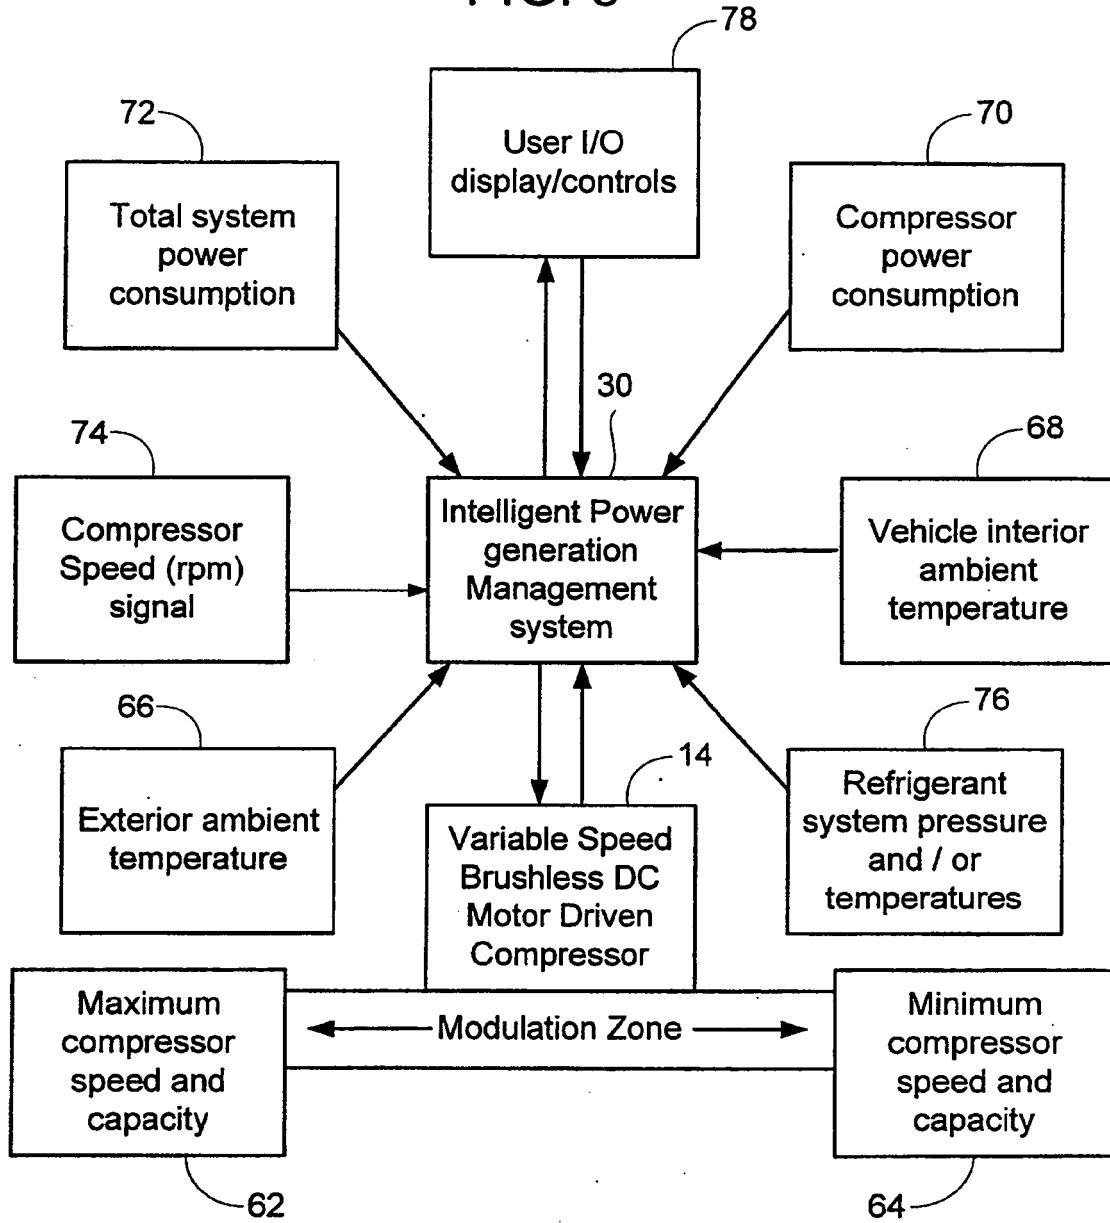 78
72
70
User I/O
display/controls
Total system
power
consumption
Compressor
power
consumption
30
74
68
Compressor
Speed (rpm)
signal
Intelligent Power
generation
Management
system
Vehicle interior
ambient
temperature
66
76
14
Exterior ambient
temperature
Variable Speed
Brushless DC
Motor Driven
Compressor
Refrigerant
system pressure
and / or
temperatures
Maximum
compressor
speed and
capacity
Modulation Zone
Minimum
compressor
speed and
capacity
62
64